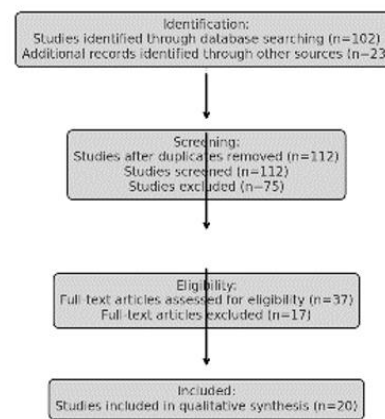 Identification:
Studies identified through database searching (n=102)
Additional records identified through other sources (n=23
Screening:
Studies after duplicates removed (n=112)
Studies screened (n=112)
Studies excluded (n=75)
Eligibility:
Full-text articles assessed for eligibility (n=37)
Full-text articles excluded (n=17)
Included:
Studies included in qualitative synthesis (n=20)